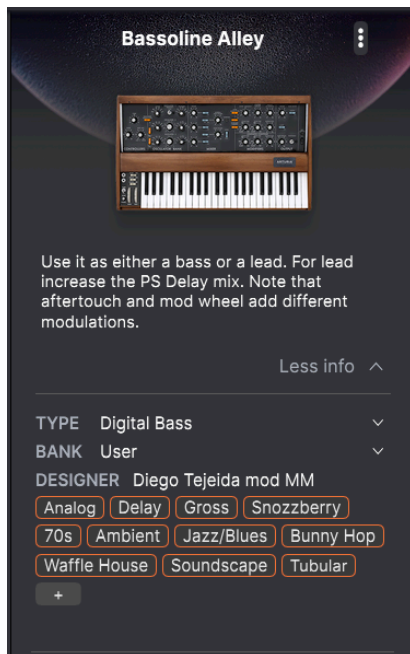 Bassoline Alley
Use it as either a bass or a lead. For lead
increase the PS Delay mix. Note that
aftertouch and mod wheel add different
modulations.
Less info
TYPE Digital Bass
BANK User
DESIGNER Diego Tejeida mod MM
Analog Delay Gross Snozzberry
70s Ambient Jazz/Blues Bunny Hop
Waffle House Soundscape Tubular
+